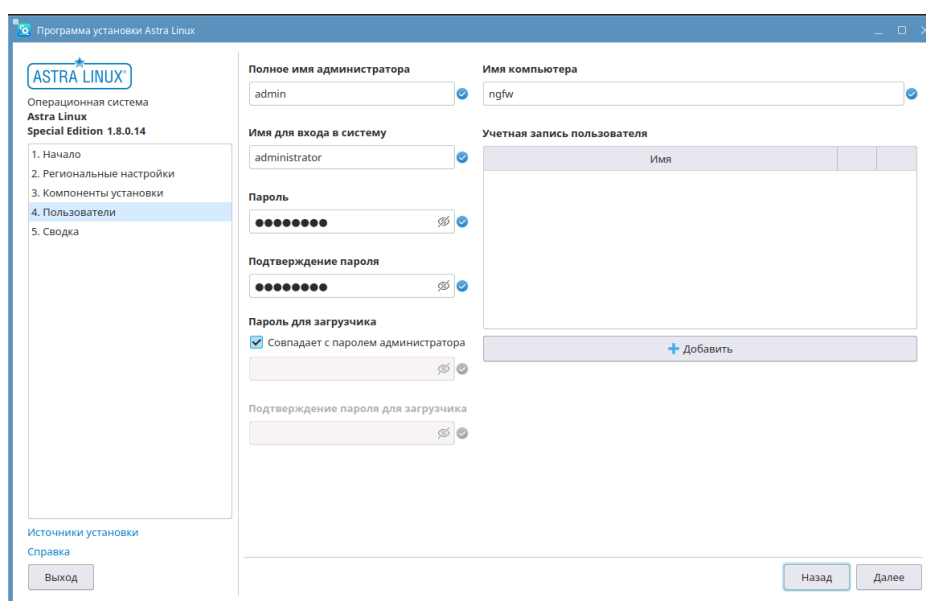 Программа установки Astra Linux
ASTRA LINUX®
Операционная система
Astra Linux
Special Edition 1.8.0.14
1. Начало
2. Региональные настройки
3. Компоненты установки
4. Пользователи
5. Сводка
Источники установки
Справка
Выход
Полное имя администратора
admin
Имя для входа в систему
administrator
Пароль
●●●●●●●●
Подтверждение пароля
●●●●●●●●
Пароль для загрузчика
Совпадает с паролем администратора
Подтверждение пароля для загрузчика
Имя компьютера
ngfw
Учетная запись пользователя
Имя
Добавить
Назад
Далее